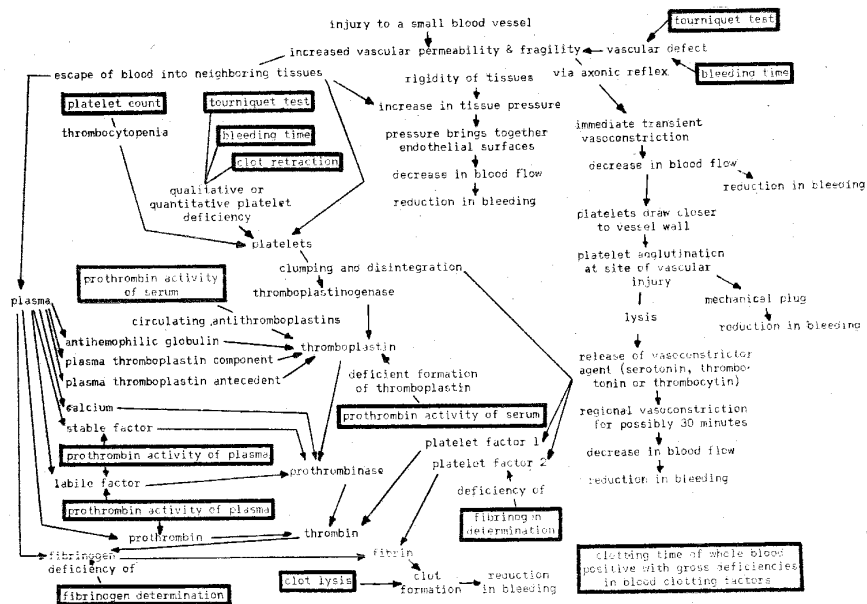 injury to a small blood vessel
tourniquet test
increased vascular permeability & fragility
vascular defect
escape of blood into neighboring tissues
rigidity of tissues
via axonic reflex
bleeding time
platelet count
tourniquet test
increase in tissue pressure
thrombocytopenia
bleeding time
pressure brings together
endothelial surfaces
immediate transient
vasoconstriction
clot retraction
decrease in blood flow
decrease in blood flow
qualitative or
quantitative platelet
deficiency
reduction in bleeding
reduction in bleeding
platelets draw closer
to vessel wall
platelets
platelet agglutination
at site of vascular
injury
clumping and disintegration
prothrombin activity
of serum
thromboplastinogenase
plasma
mechanical plug
circulating antithromboplastins
lysis
reduction in bleeding
antihemophilic globulin
thromboplastin
plasma thromboplastin component
release of vasoconstrictor
agent (serotonin, thrombo-
tonin or thrombocytin)
plasma thromboplastin antecedent
deficient formation
of thromboplastin
calcium
prothrombin activity of serum
regional vasoconstriction
for possibly 30 minutes
stable factor
platelet factor 1
prothrombin activity of plasma
decrease in blood flow
platelet factor 2
prothrombinase
labile factor
reduction in bleeding
deficiency of
prothrombin activity of plasma
fibrinogen
determination
prothrombin
thrombin
fibrinogen
deficiency of
fibrin
clotting time of whole blood
positive with gross deficiencies
in blood clotting factors
clot lysis
clot
formation
reduction
in bleeding
fibrinogen determination